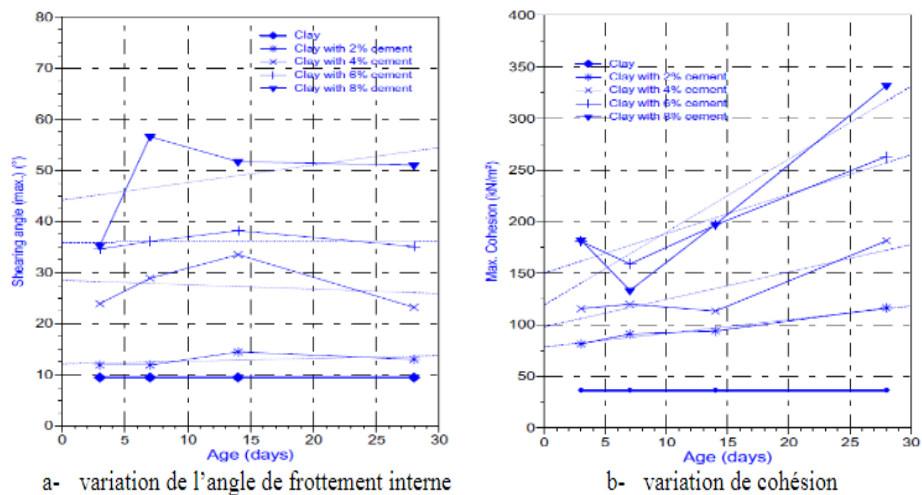 80
70
60
50
40
30
20
10
0
Shearing angle (max.) (°)
Clay
Clay with 2% cement
Clay with 4% cement
Clay with 6% cement
Clay with 8% cement
0 5 10 15 20 25 30
Age (days)
a- variation de l'angle de frottement interne
400
350
300
250
200
150
100
50
0
Max. Cohesion (kN/m²)
Clay
Clay with 2% cement
Clay with 4% cement
Clay with 6% cement
Clay with 8% cement
0 5 10 15 20 25 30
Age (days)
b- variation de cohésion